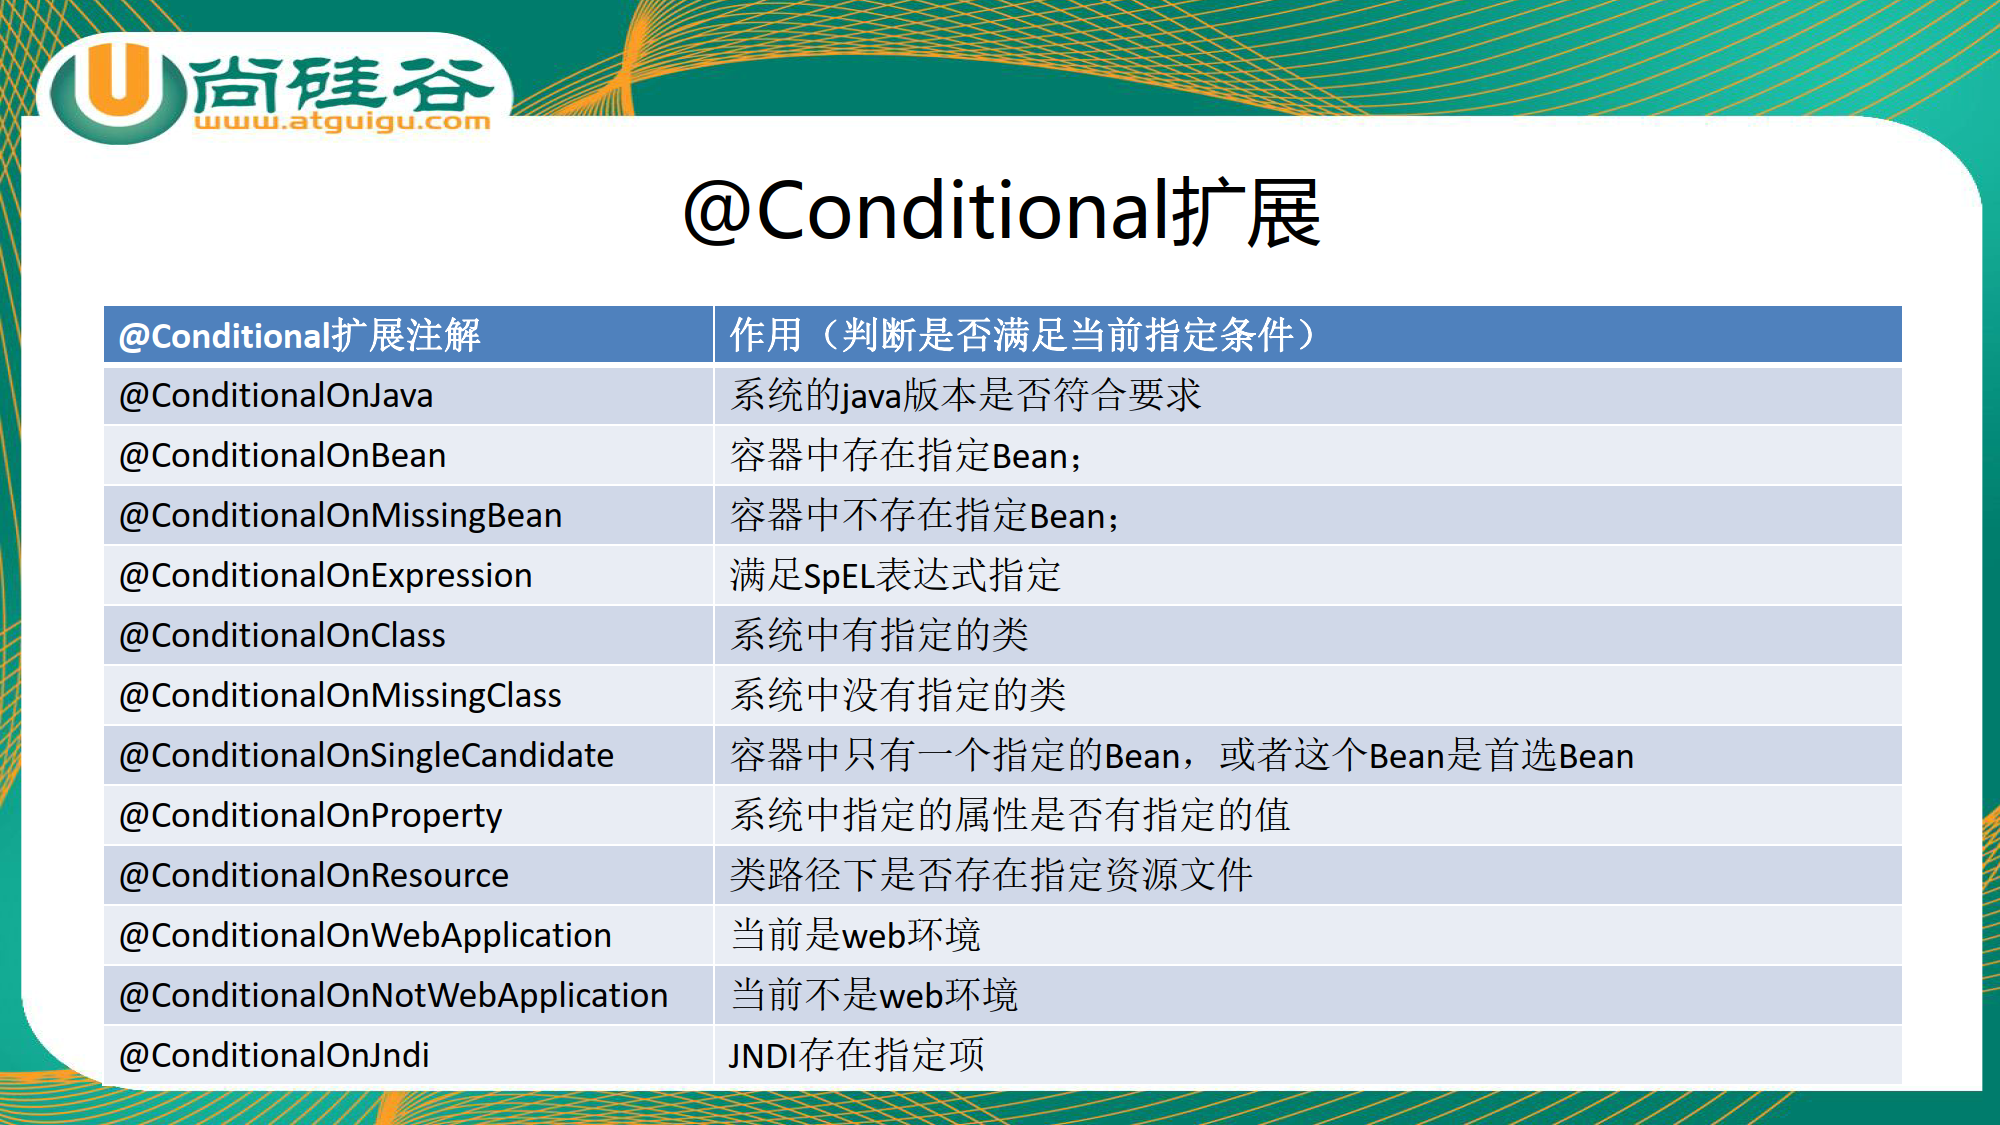 尚硅谷
www.atguigu.com
@Conditional扩展
@Conditional扩展注解 作用（判断是否满足当前指定条件）
@ConditionalOnJava 系统的java版本是否符合要求
@ConditionalOnBean 容器中存在指定Bean；
@ConditionalOnMissingBean 容器中不存在指定Bean；
@ConditionalOnExpression 满足SpEL表达式指定
@ConditionalOnClass 系统中有指定的类
@ConditionalOnMissingClass 系统中没有指定的类
@ConditionalOnSingleCandidate 容器中只有一个指定的Bean，或者这个Bean是首选Bean
@ConditionalOnProperty 系统中指定的属性是否有指定的值
@ConditionalOnResource 类路径下是否存在指定资源文件
@ConditionalOnWebApplication 当前是web环境
@ConditionalOnNotWebApplication 当前不是web环境
@ConditionalOnJndi JNDI存在指定项